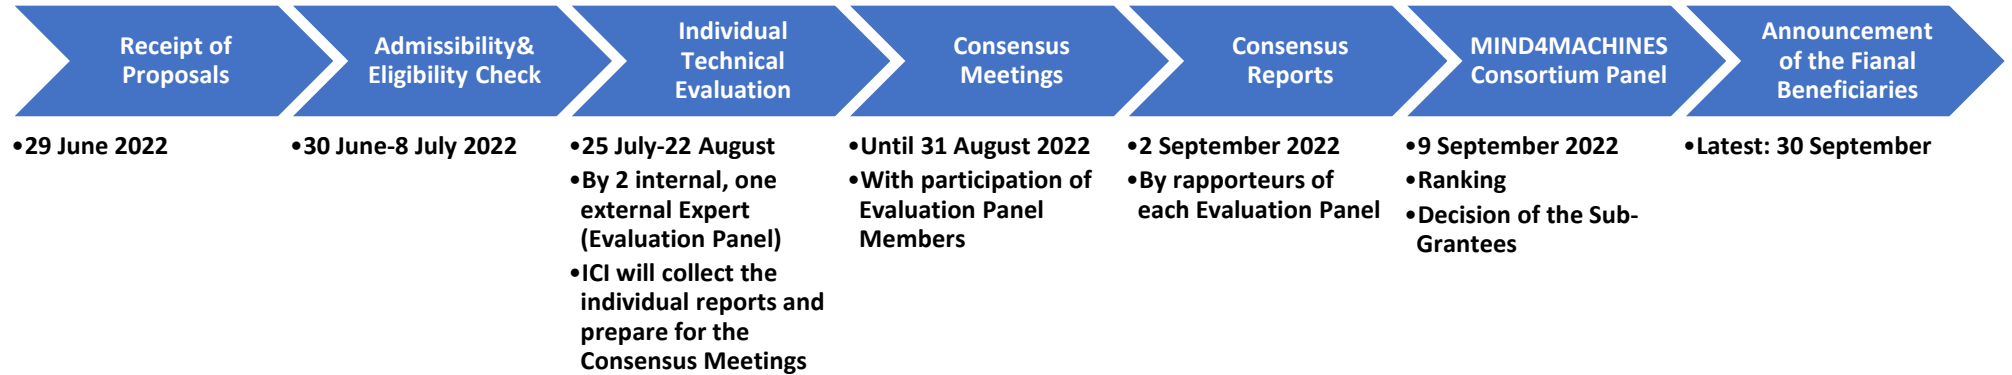 Receipt of
Proposals
Admissibility&
Eligibility Check
Individual
Technical
Evaluation
Consensus
Meetings
Consensus
Reports
MIND4MACHINES
Consortium Panel
Announcement
of the Fianal
Beneficiaries
•29 June 2022
•30 June-8 July 2022
•25 July-22 August
•By 2 internal, one
external Expert
(Evaluation Panel)
•ICI will collect the
individual reports and
prepare for the
Consensus Meetings
•Until 31 August 2022
•With participation of
Evaluation Panel
Members
•2 September 2022
•By rapporteurs of
each Evaluation Panel
•9 September 2022
•Ranking
•Decision of the Sub-
Grantees
•Latest: 30 September